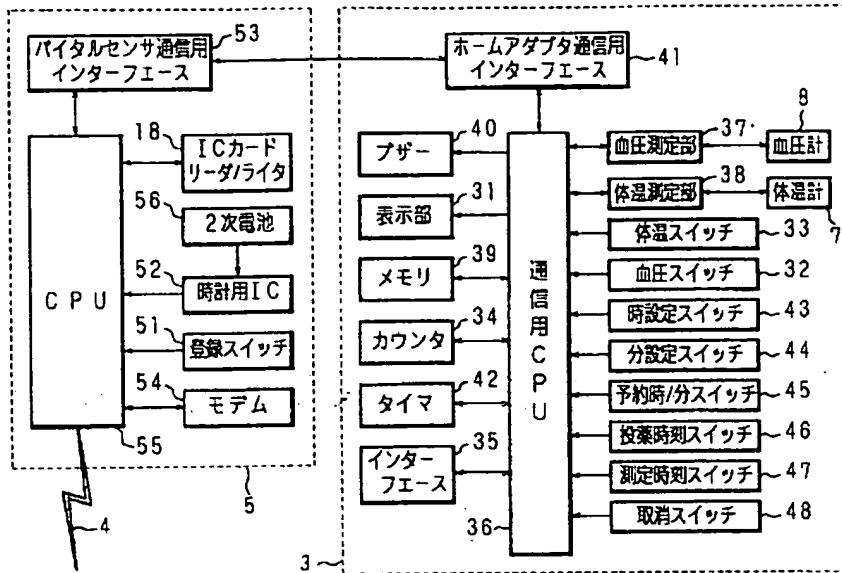 バイタルセンサ通信用
インターフェース
53
CPU
55
18
ICカード
リーダ/ライタ
56
2次電池
52
時計用IC
51
登録スイッチ
54
モデム
5
4
ホームアダプタ通信用
インターフェース
41
通信用CPU
36
40
ブザー
31
表示部
39
メモリ
34
カウンタ
42
タイマ
35
インター
フェース
37
血圧測定部
8
血圧計
38
体温測定部
体温計
7
体温スイッチ
33
血圧スイッチ
32
時設定スイッチ
43
分設定スイッチ
44
予約時/分スイッチ
45
投薬時刻スイッチ
46
測定時刻スイッチ
47
取消スイッチ
48
3